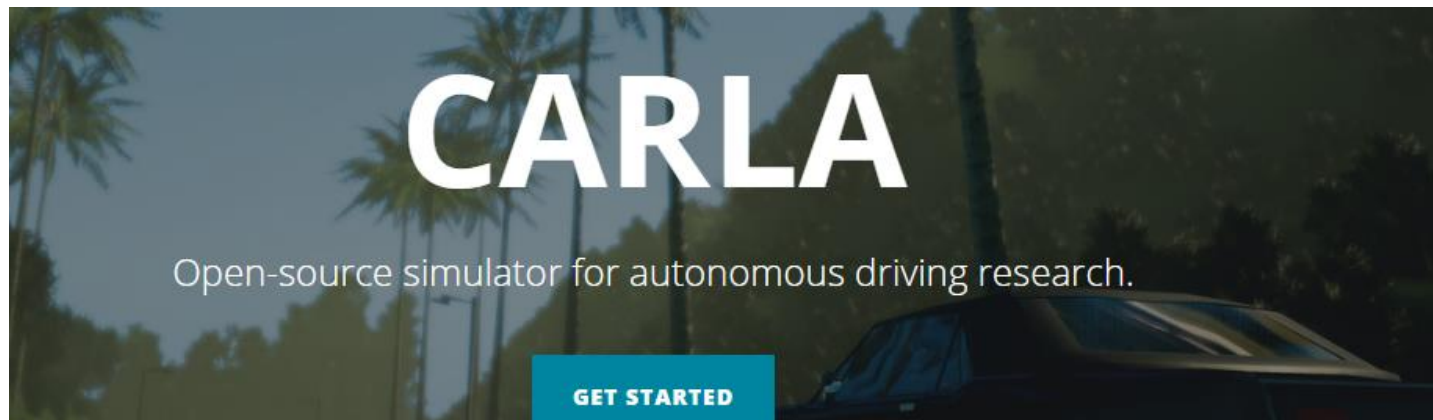 CARLA
Open-source simulator for autonomous driving research.
GET STARTED